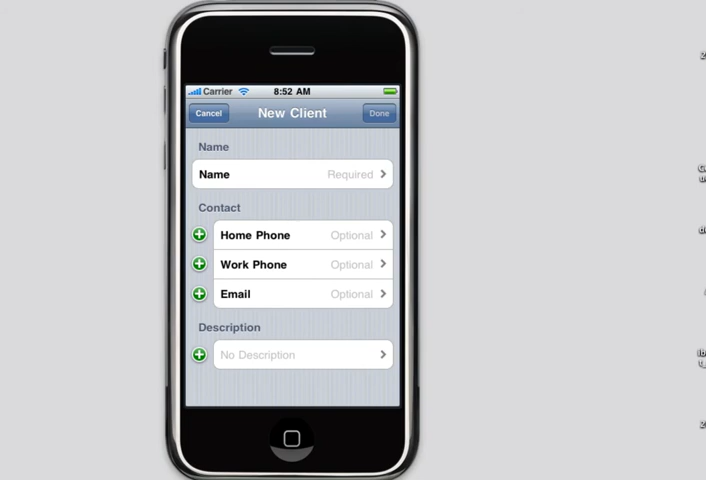 Carrier 8:52 AM
Cancel New Client Done
Name
Name Required
Contact
Home Phone Optional
Work Phone Optional
Email Optional
Description
No Description